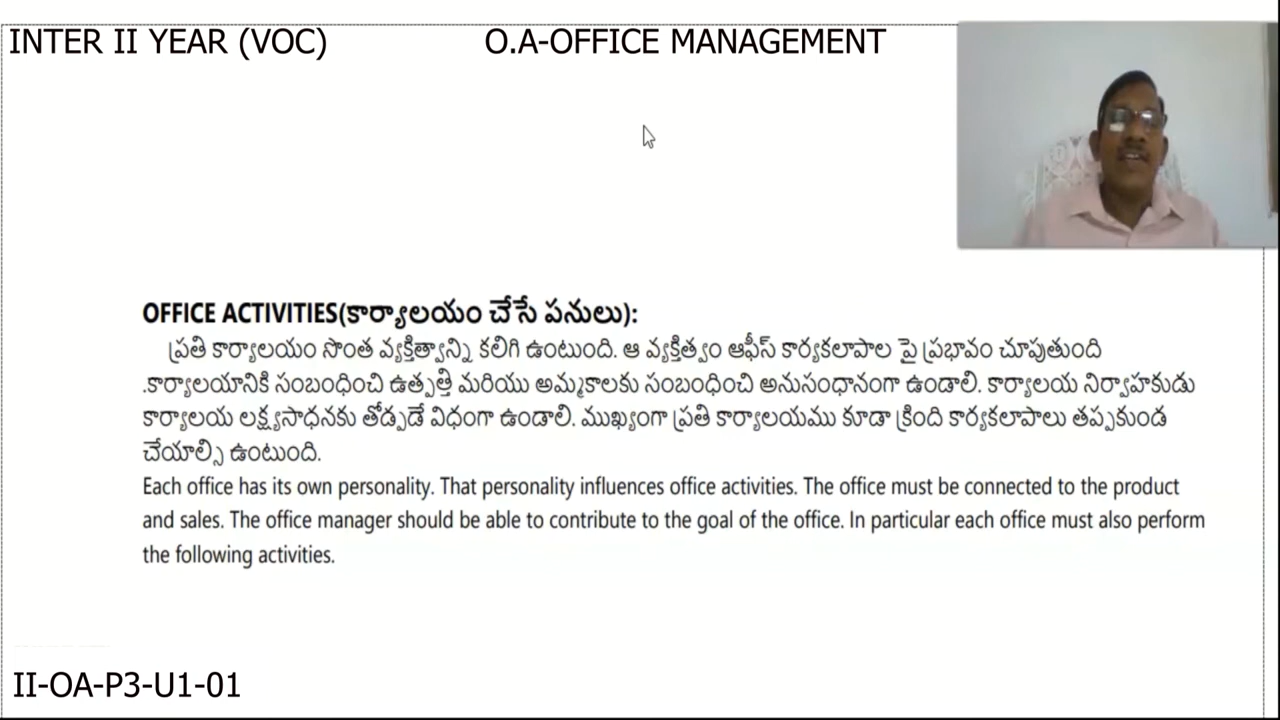 INTER II YEAR (VOC) O.A-OFFICE MANAGEMENT
OFFICE ACTIVITIES(కార్యాలయం చేసే పనులు):
ప్రతి కార్యాలయం సొంత వ్యక్తిత్వాన్ని కలిగి ఉంటుంది. ఆ వ్యక్తిత్వం ఆఫీస్ కార్యకలాపాల పై ప్రభావం చూపుతుంది
.కార్యాలయానికి సంబంధించి ఉత్పత్తి మరియు అమ్మకాలకు సంబంధించి అనుసంధానంగా ఉండాలి. కార్యాలయ నిర్వాహకుడు
కార్యాలయ లక్ష్యసాధనకు తోడ్పడే విధంగా ఉండాలి. ముఖ్యంగా ప్రతి కార్యాలయము కూడా క్రింది కార్యకలాపాలు తప్పకుండ
చేయాల్సి ఉంటుంది.
Each office has its own personality. That personality influences office activities. The office must be connected to the product
and sales. The office manager should be able to contribute to the goal of the office. In particular each office must also perform
the following activities.
II-OA-P3-U1-01